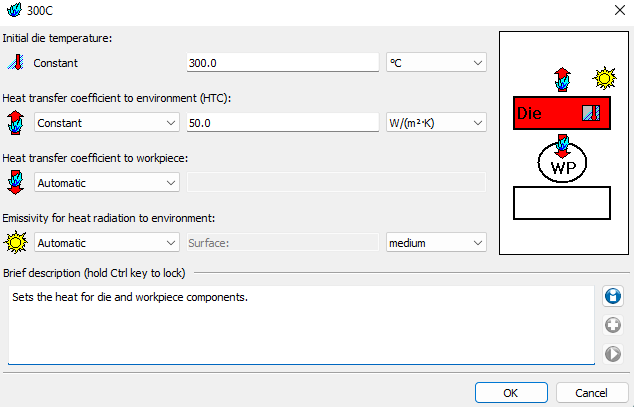 300C
Initial die temperature:
Constant 300.0 °C
Heat transfer coefficient to environment (HTC):
Constant 50.0 W/(m²·K)
Heat transfer coefficient to workpiece:
Automatic
Emissivity for heat radiation to environment:
Automatic Surface: medium
Die
WP
Brief description (hold Ctrl key to lock)
Sets the heat for die and workpiece components.
OK Cancel